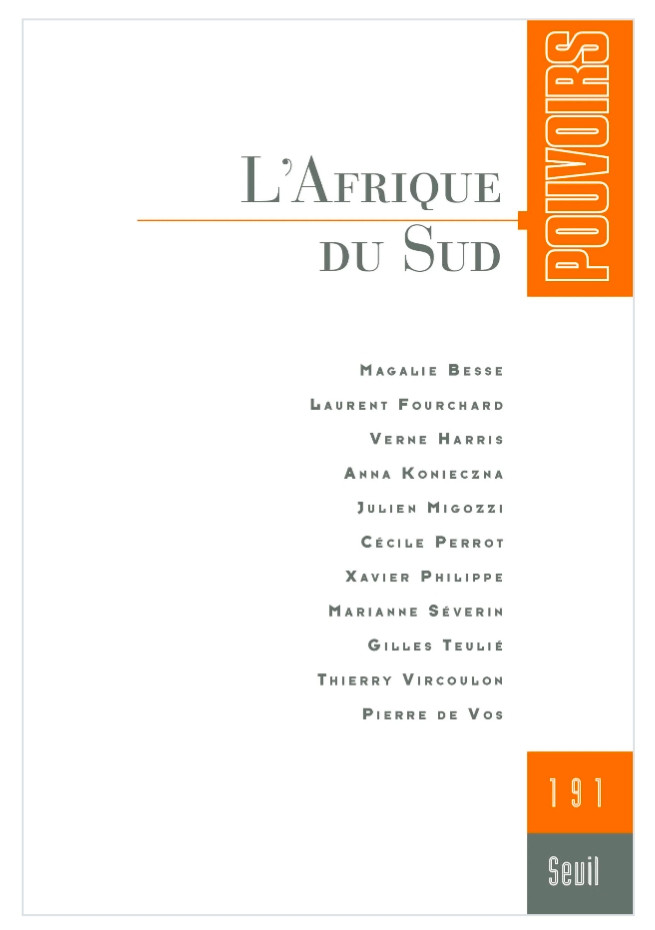 POUVOIRS
L'AFRIQUE
DU SUD
MAGALIE BESSE
LAURENT FOURCHARD
VERNE HARRIS
ANNA KONIECZNA
JULIEN MIGOZZI
CÉCILE PERROT
XAVIER PHILIPPE
MARIANNE SÉVERIN
GILLES TEULIÉ
THIERRY VIRCOULON
PIERRE DE VOS
191
Seuil